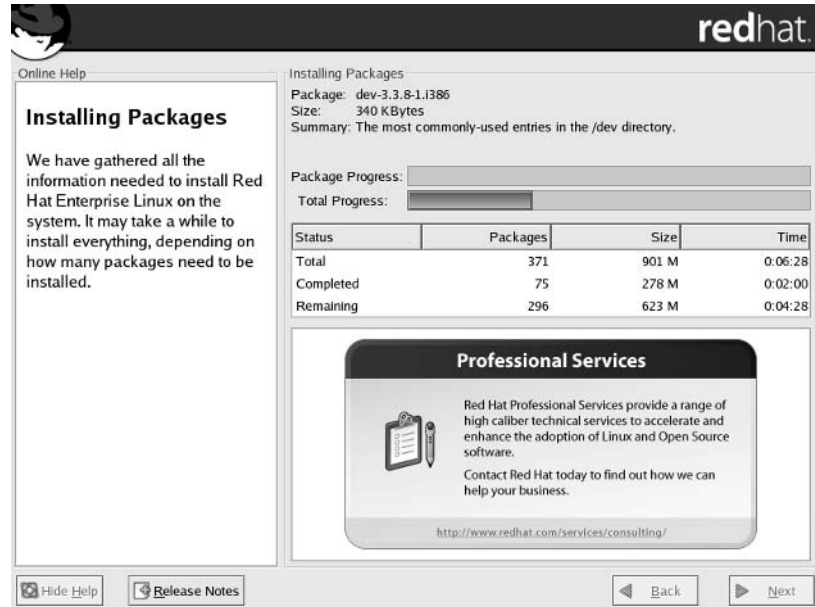 redhat.
Online Help
Installing Packages
We have gathered all the
information needed to install Red
Hat Enterprise Linux on the
system. It may take a while to
install everything, depending on
how many packages need to be
installed.
Installing Packages
Package: dev-3.3.8-1.i386
Size: 340 KBytes
Summary: The most commonly-used entries in the /dev directory.
Package Progress:
Total Progress:
Status Packages Size Time
Total 371 901 M 0:06:28
Completed 75 278 M 0:02:00
Remaining 296 623 M 0:04:28
Professional Services
Red Hat Professional Services provide a range of
high caliber technical services to accelerate and
enhance the adoption of Linux and Open Source
software.
Contact Red Hat today to find out how we can
help your business.
http://www.redhat.com/services/consulting/
Hide Help
Release Notes
Back
Next